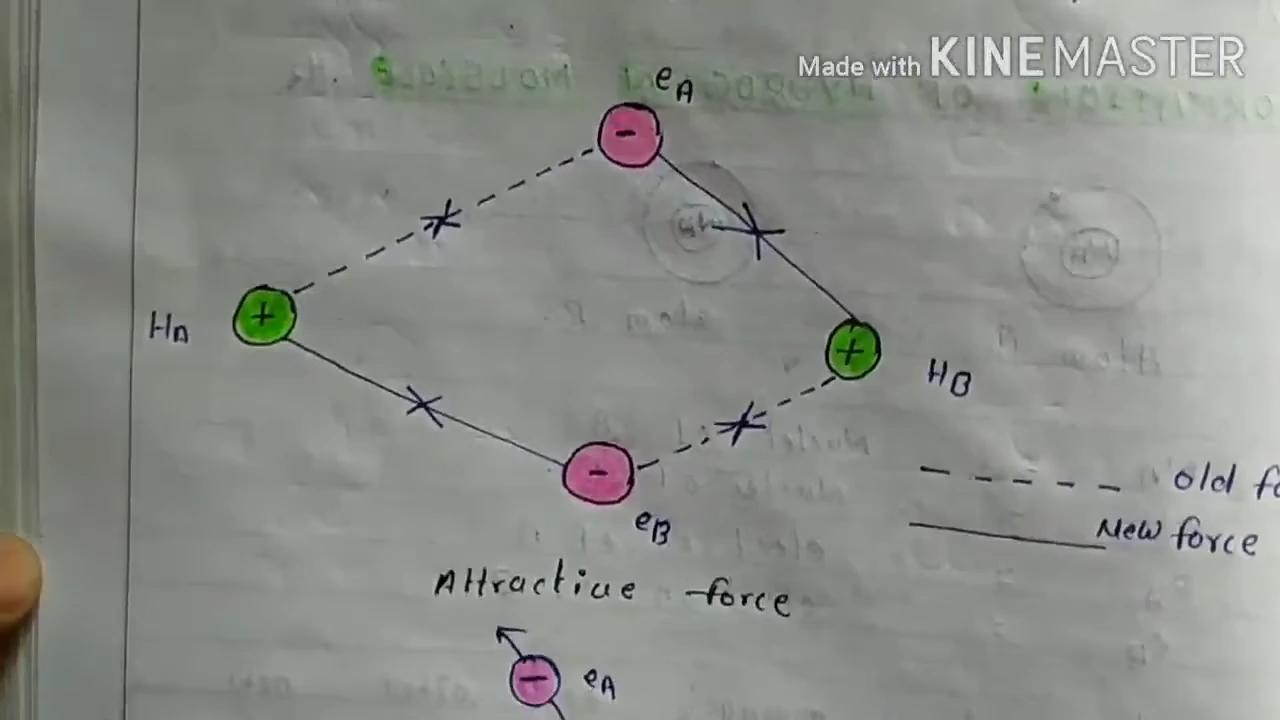 Made with KINEMASTER
eA
-
+
HA
+
HB
-
eB
old
New force
Attractive force
-
eA